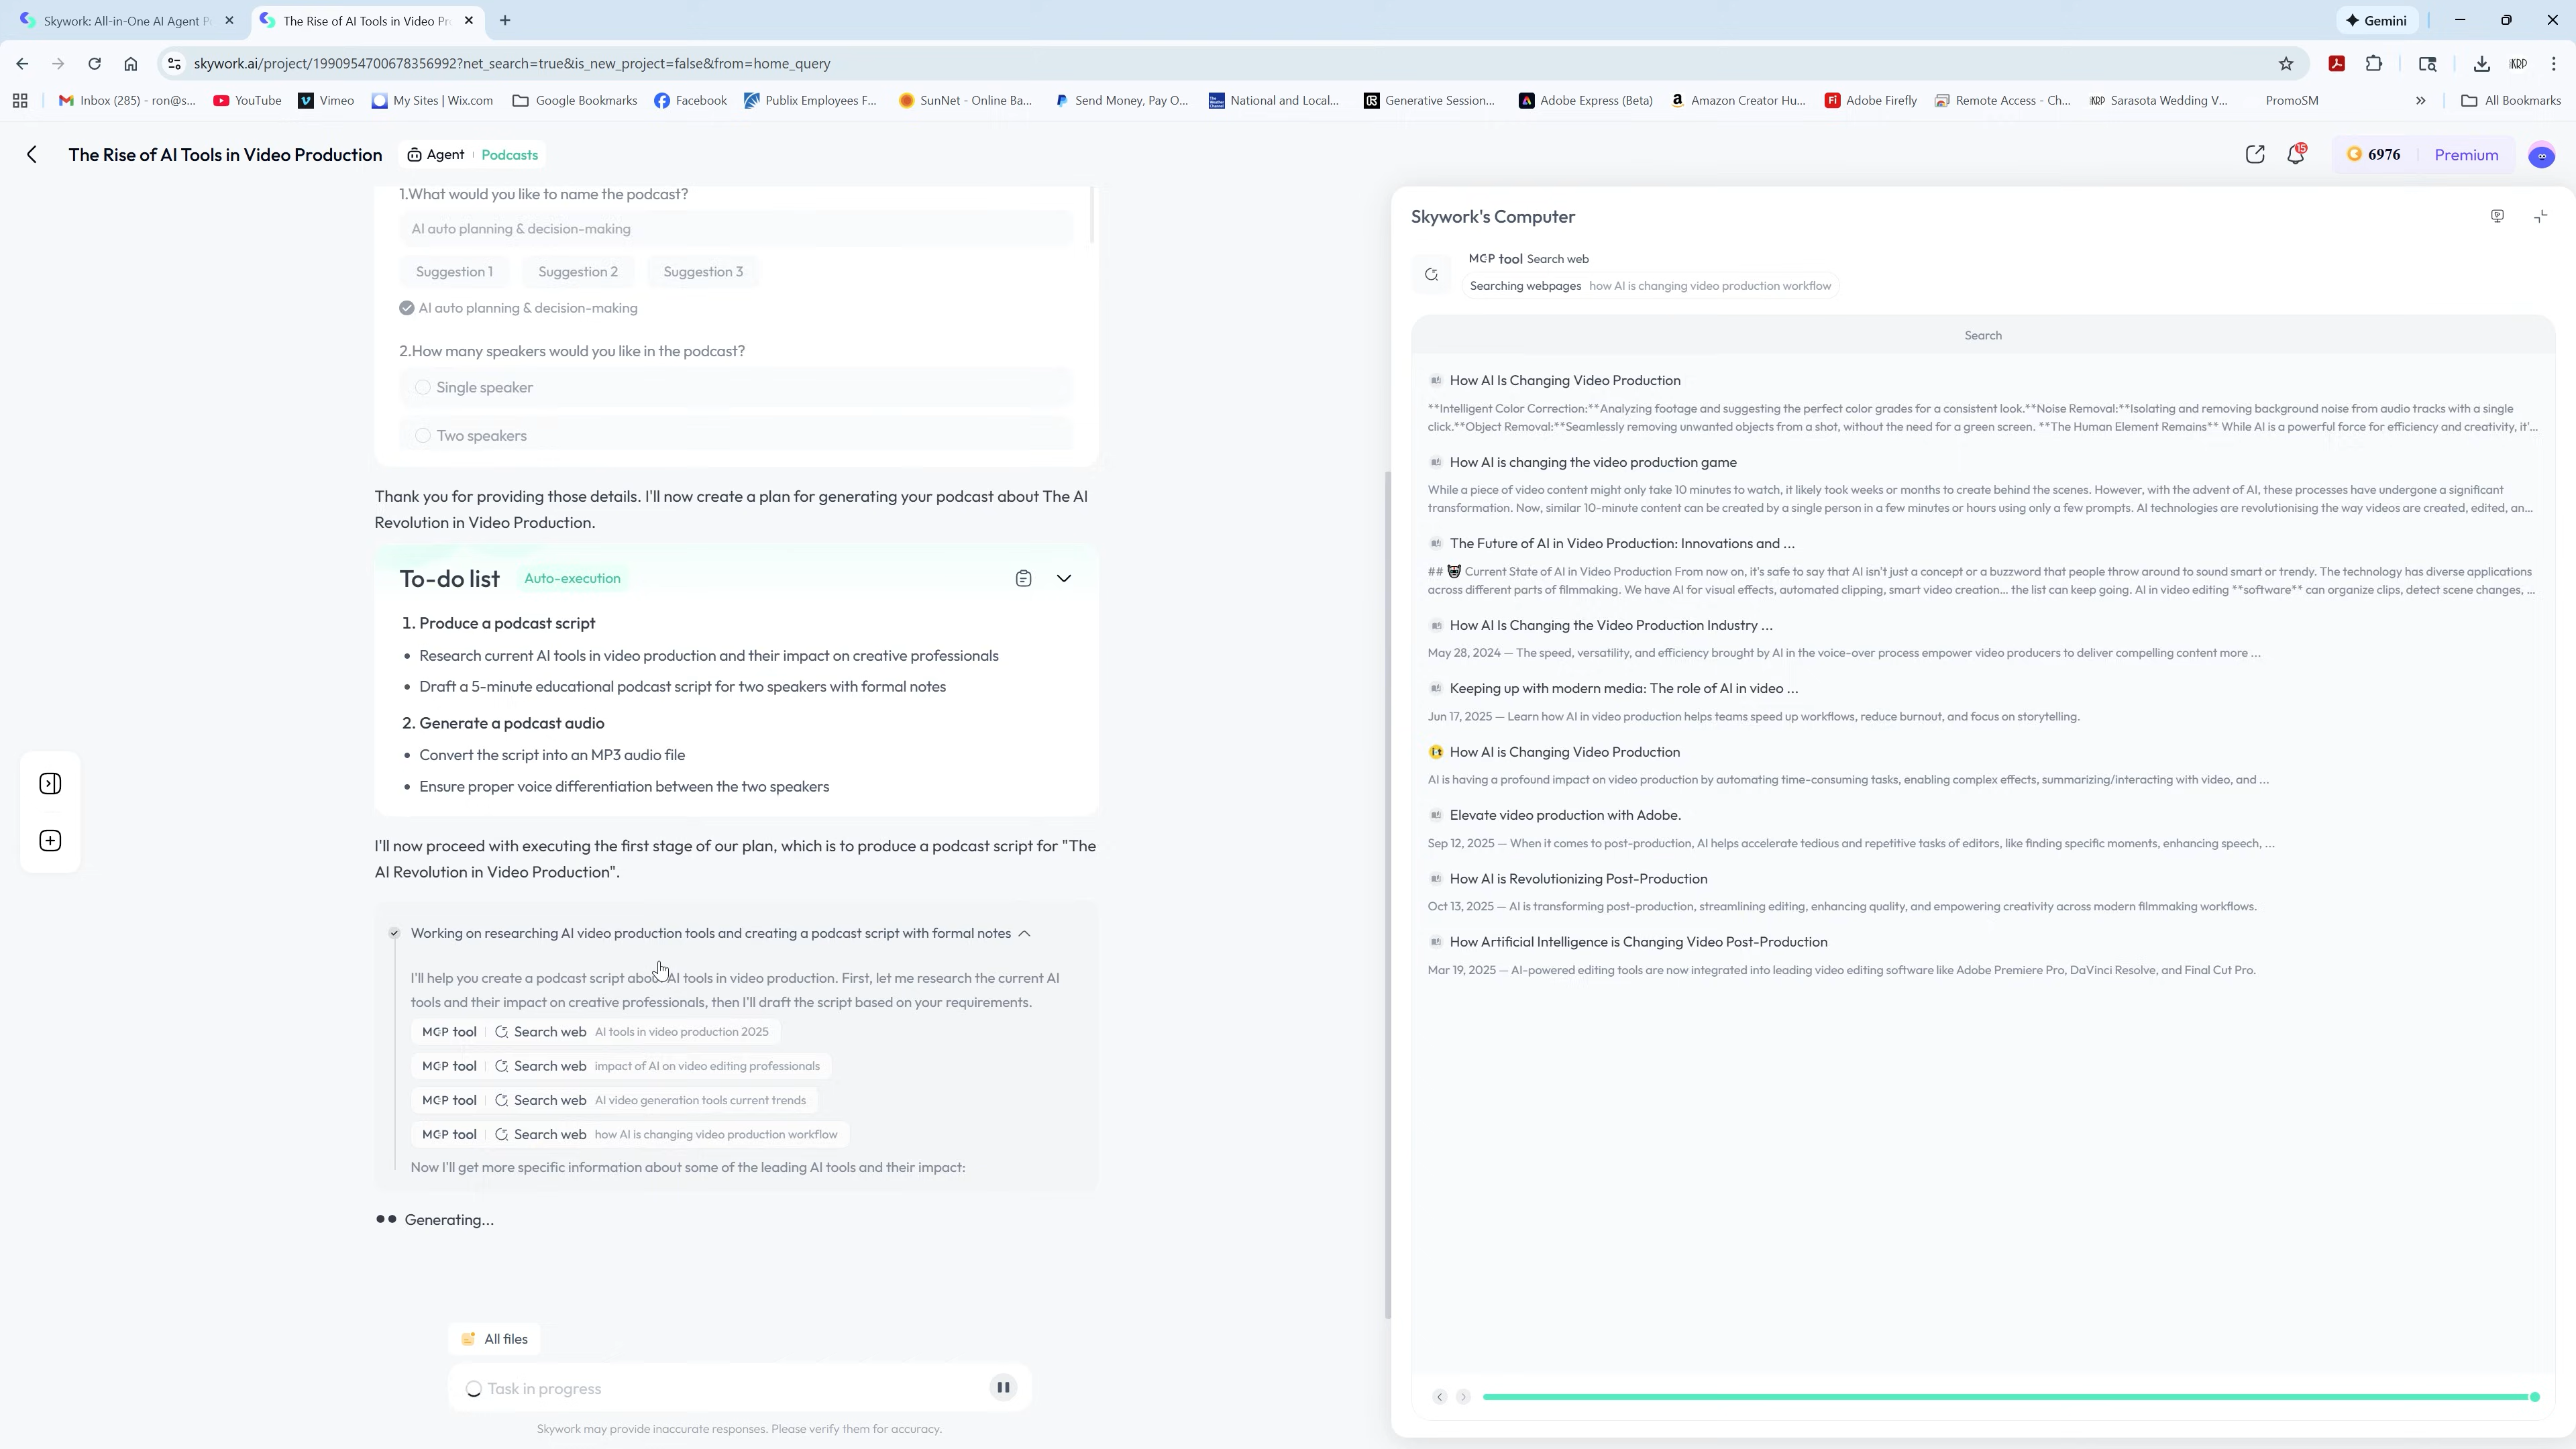 Skywork: All-in-One AI Agent P
The Rise of AI Tools in Video Pr
Gemini
skywork.ai/project/1990954700678356992?net_search=true&is_new_project=false&from=home_query
Inbox (285) - ron@s...
YouTube
Vimeo
My Sites | Wix.com
Google Bookmarks
Facebook
Publix Employees F...
SunNet - Online Ba...
Send Money, Pay O...
National and Local...
Generative Session...
Adobe Express (Beta)
Amazon Creator Hu...
Adobe Firefly
Remote Access - Ch...
KRP Sarasota Wedding V...
PromoSM
All Bookmarks
The Rise of AI Tools in Video Production
Agent
Podcasts
15
6976
Premium
1.What would you like to name the podcast?
AI auto planning & decision-making
Suggestion 1
Suggestion 2
Suggestion 3
AI auto planning & decision-making
2.How many speakers would you like in the podcast?
Single speaker
Two speakers
Thank you for providing those details. I'll now create a plan for generating your podcast about The AI
Revolution in Video Production.
To-do list
Auto-execution
1. Produce a podcast script
• Research current AI tools in video production and their impact on creative professionals
• Draft a 5-minute educational podcast script for two speakers with formal notes
2. Generate a podcast audio
• Convert the script into an MP3 audio file
• Ensure proper voice differentiation between the two speakers
I'll now proceed with executing the first stage of our plan, which is to produce a podcast script for "The
AI Revolution in Video Production".
Working on researching AI video production tools and creating a podcast script with formal notes
I'll help you create a podcast script about AI tools in video production. First, let me research the current AI
tools and their impact on creative professionals, then I'll draft the script based on your requirements.
MCP tool Search web AI tools in video production 2025
MCP tool Search web impact of AI on video editing professionals
MCP tool Search web AI video generation tools current trends
MCP tool Search web how AI is changing video production workflow
Now I'll get more specific information about some of the leading AI tools and their impact:
Generating...
All files
Task in progress
Skywork may provide inaccurate responses. Please verify them for accuracy.
Skywork's Computer
MCP tool Search web
Searching webpages how AI is changing video production workflow
Search
How AI Is Changing Video Production
**Intelligent Color Correction:**Analyzing footage and suggesting the perfect color grades for a consistent look.**Noise Removal:**Isolating and removing background noise from audio tracks with a single
click.**Object Removal:**Seamlessly removing unwanted objects from a shot, without the need for a green screen. **The Human Element Remains** While AI is a powerful force for efficiency and creativity, it'...
How AI is changing the video production game
While a piece of video content might only take 10 minutes to watch, it likely took weeks or months to create behind the scenes. However, with the advent of AI, these processes have undergone a significant
transformation. Now, similar 10-minute content can be created by a single person in a few minutes or hours using only a few prompts. AI technologies are revolutionising the way videos are created, edited, an...
The Future of AI in Video Production: Innovations and ...
## Current State of AI in Video Production From now on, it's safe to say that AI isn't just a concept or a buzzword that people throw around to sound smart or trendy. The technology has diverse applications
across different parts of filmmaking. We have AI for visual effects, automated clipping, smart video creation... the list can keep going. AI in video editing **software** can organize clips, detect scene changes, ...
How AI Is Changing the Video Production Industry ...
May 28, 2024 — The speed, versatility, and efficiency brought by AI in the voice-over process empower video producers to deliver compelling content more ...
Keeping up with modern media: The role of AI in video ...
Jun 17, 2025 — Learn how AI in video production helps teams speed up workflows, reduce burnout, and focus on storytelling.
How AI is Changing Video Production
AI is having a profound impact on video production by automating time-consuming tasks, enabling complex effects, summarizing/interacting with video, and ...
Elevate video production with Adobe.
Sep 12, 2025 — When it comes to post-production, AI helps accelerate tedious and repetitive tasks of editors, like finding specific moments, enhancing speech, ...
How AI is Revolutionizing Post-Production
Oct 13, 2025 — AI is transforming post-production, streamlining editing, enhancing quality, and empowering creativity across modern filmmaking workflows.
How Artificial Intelligence is Changing Video Post-Production
Mar 19, 2025 — AI-powered editing tools are now integrated into leading video editing software like Adobe Premiere Pro, DaVinci Resolve, and Final Cut Pro.